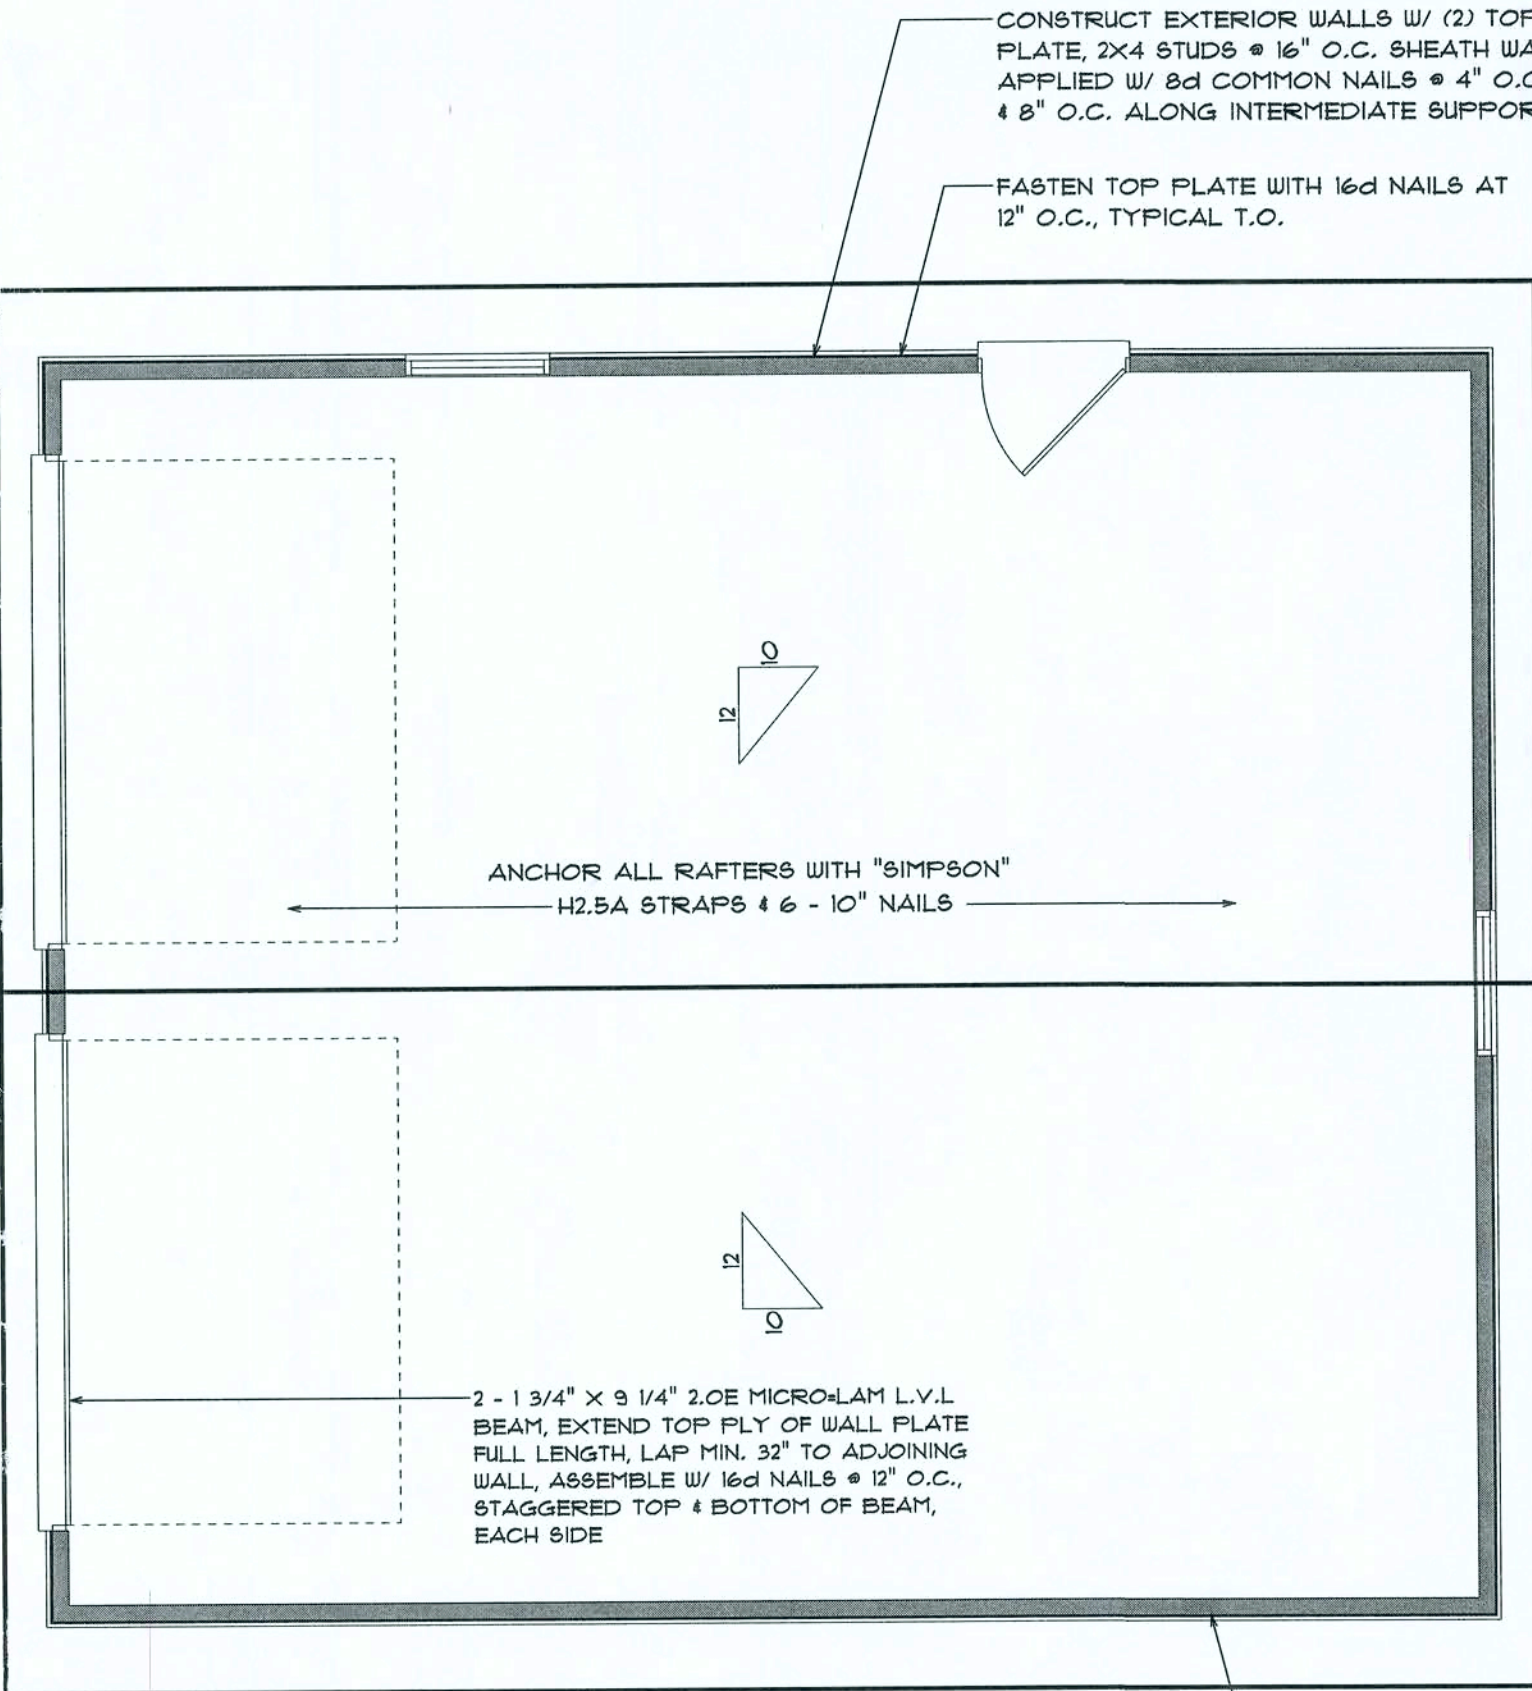 CONSTRUCT EXTERIOR WALLS W/ (2) TOP
PLATE, 2X4 STUDS @ 16" O.C. SHEATH WA
APPLIED W/ 8d COMMON NAILS @ 4" O.C
& 8" O.C. ALONG INTERMEDIATE SUPPOR
FASTEN TOP PLATE WITH 16d NAILS AT
12" O.C., TYPICAL T.O.
10
12
ANCHOR ALL RAFTERS WITH "SIMPSON"
H2.5A STRAPS & 6 - 10" NAILS
12
10
2 - 1 3/4" X 9 1/4" 2.0E MICRO=LAM L.V.L
BEAM, EXTEND TOP PLY OF WALL PLATE
FULL LENGTH, LAP MIN. 32" TO ADJOINING
WALL, ASSEMBLE W/ 16d NAILS @ 12" O.C.,
STAGGERED TOP & BOTTOM OF BEAM,
EACH SIDE